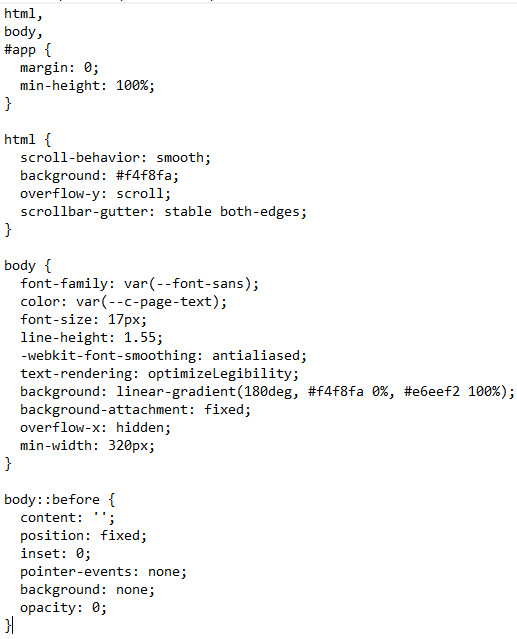 html,
body,
#app {
  margin: 0;
  min-height: 100%;
}

html {
  scroll-behavior: smooth;
  background: #f4f8fa;
  overflow-y: scroll;
  scrollbar-gutter: stable both-edges;
}

body {
  font-family: var(--font-sans);
  color: var(--c-page-text);
  font-size: 17px;
  line-height: 1.55;
  -webkit-font-smoothing: antialiased;
  text-rendering: optimizeLegibility;
  background: linear-gradient(180deg, #f4f8fa 0%, #e6eef2 100%);
  background-attachment: fixed;
  overflow-x: hidden;
  min-width: 320px;
}

body::before {
  content: '';
  position: fixed;
  inset: 0;
  pointer-events: none;
  background: none;
  opacity: 0;
}